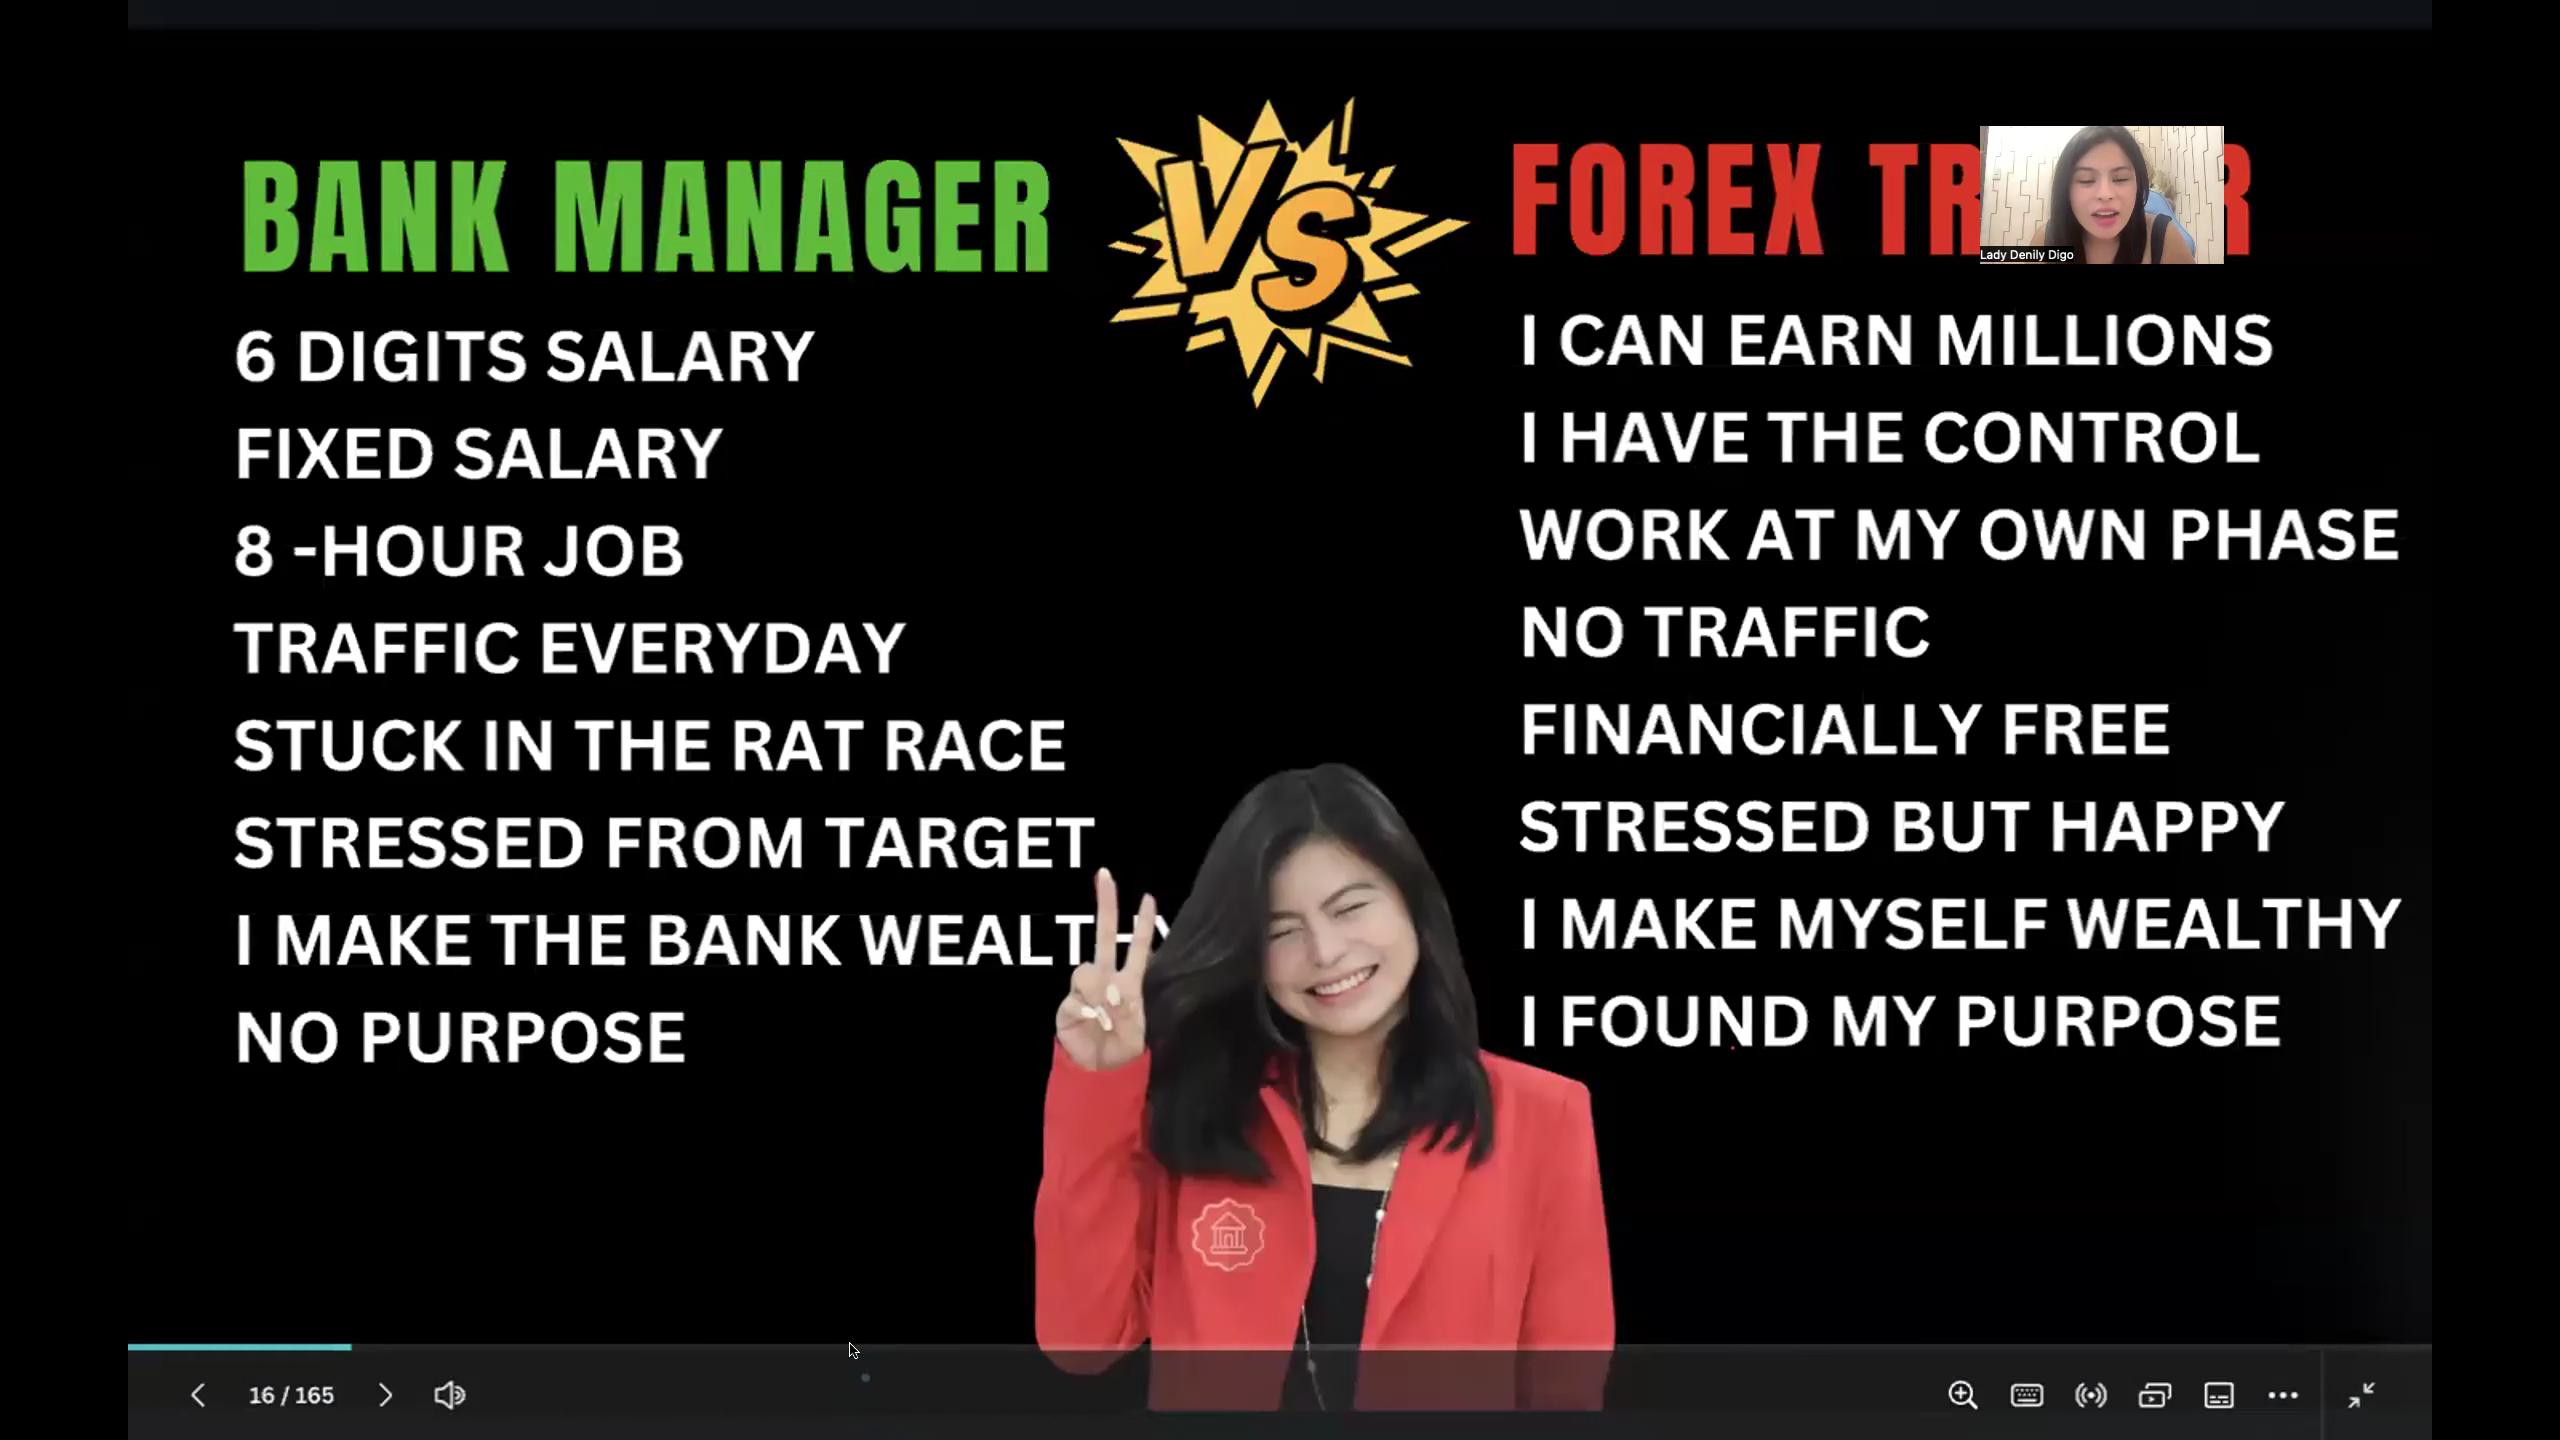 BANK MANAGER
6 DIGITS SALARY
FIXED SALARY
8 -HOUR JOB
TRAFFIC EVERYDAY
STUCK IN THE RAT RACE
STRESSED FROM TARGET
I MAKE THE BANK WEALTHY
NO PURPOSE
VS
FOREX
Lady Denily Digo
I CAN EARN MILLIONS
I HAVE THE CONTROL
WORK AT MY OWN PHASE
NO TRAFFIC
FINANCIALLY FREE
STRESSED BUT HAPPY
I MAKE MYSELF WEALTHY
I FOUND MY PURPOSE
16 / 165